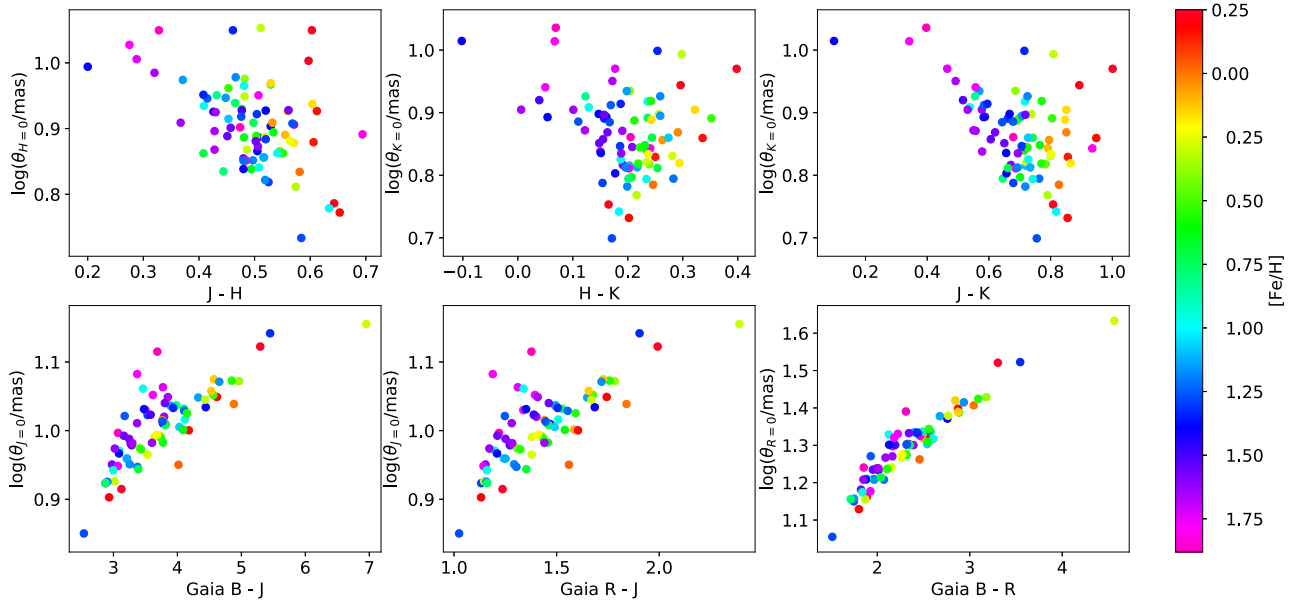 1.0
0.9
0.8
log(θ_{H=0}/mas)
0.2 0.3 0.4 0.5 0.6 0.7
J - H
1.0
0.9
0.8
0.7
log(θ_{K=0}/mas)
−0.1 0.0 0.1 0.2 0.3 0.4
H - K
1.0
0.9
0.8
0.7
log(θ_{K=0}/mas)
0.2 0.4 0.6 0.8 1.0
J - K
1.1
1.0
0.9
log(θ_{J=0}/mas)
3 4 5 6 7
Gaia B - J
1.1
1.0
0.9
log(θ_{J=0}/mas)
1.0 1.5 2.0
Gaia R - J
1.6
1.5
1.4
1.3
1.2
1.1
log(θ_{R=0}/mas)
2 3 4
Gaia B - R
0.25
0.00
0.25
0.50
0.75
1.00
1.25
1.50
1.75
[Fe/H]